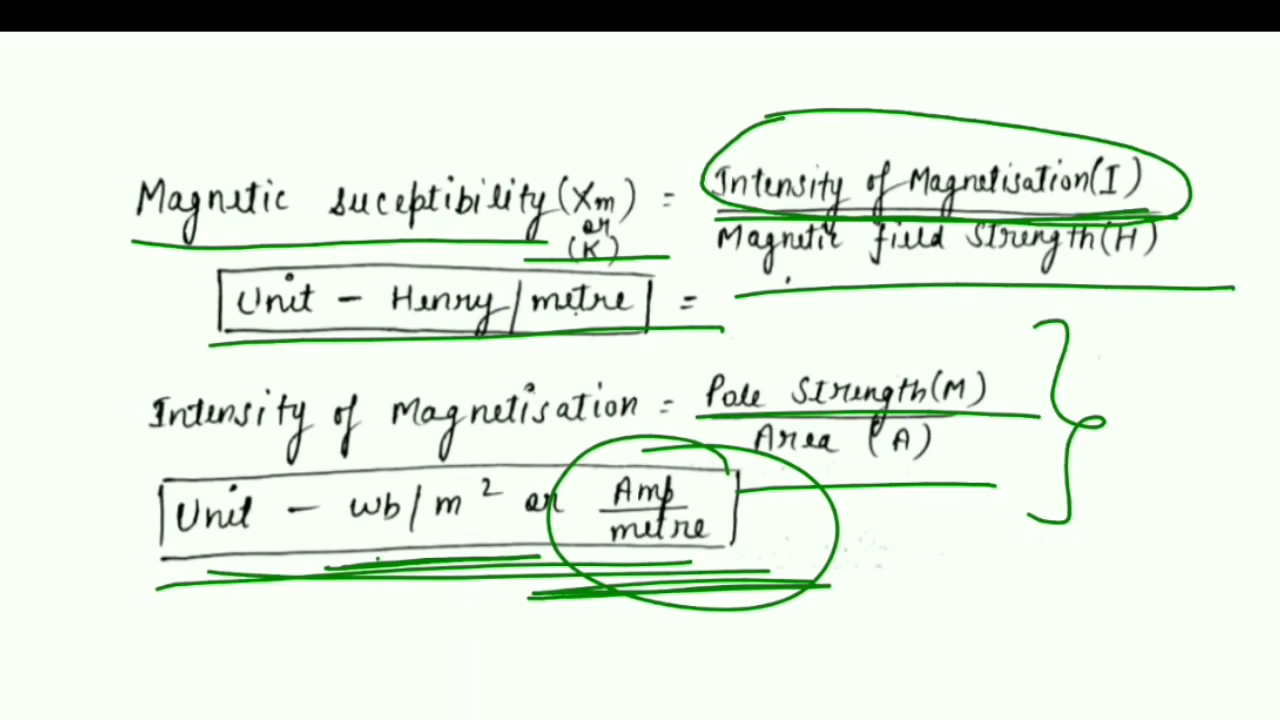 Magnetic suceptibility (Xm) or (K) = Intensity of Magnetisation (I)
Magnetic field Strength (H)
Unit - Henry / metre =
Intensity of Magnetisation = Pole Strength (M)
Area (A)
Unit - wb / m² or Amp
metre